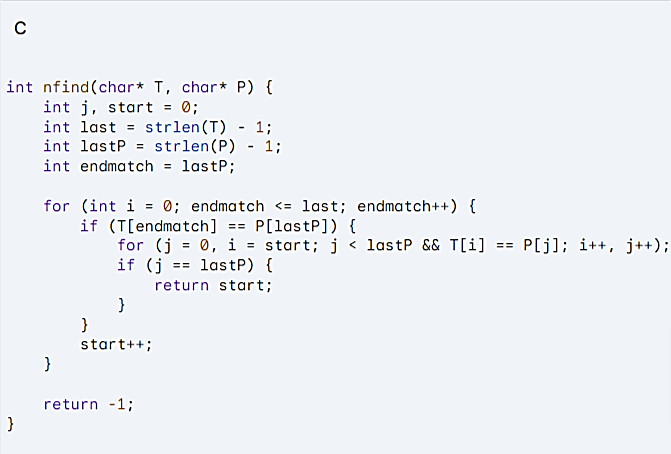 C
int nfind(char* T, char* P) {
    int j, start = 0;
    int last = strlen(T) - 1;
    int lastP = strlen(P) - 1;
    int endmatch = lastP;

    for (int i = 0; endmatch <= last; endmatch++) {
        if (T[endmatch] == P[lastP]) {
            for (j = 0, i = start; j < lastP && T[i] == P[j]; i++, j++);
            if (j == lastP) {
                return start;
            }
        }
        start++;
    }

    return -1;
}